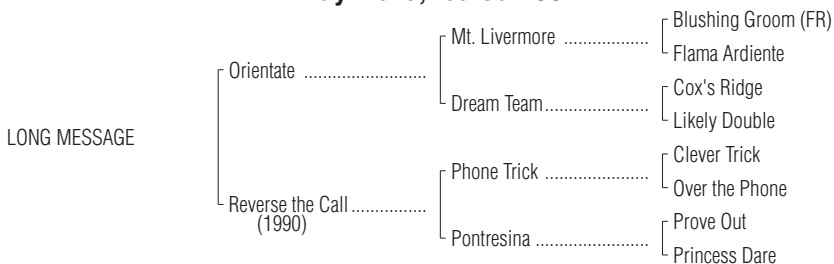 Blushing Groom (FR)
Mt. Livermore ..................
Flama Ardiente
Orientate ..........................
Cox's Ridge
Dream Team......................
Likely Double
LONG MESSAGE
Clever Trick
Phone Trick ......................
Over the Phone
Reverse the Call ................
(1990)
Prove Out
Pontresina ........................
Princess Dare